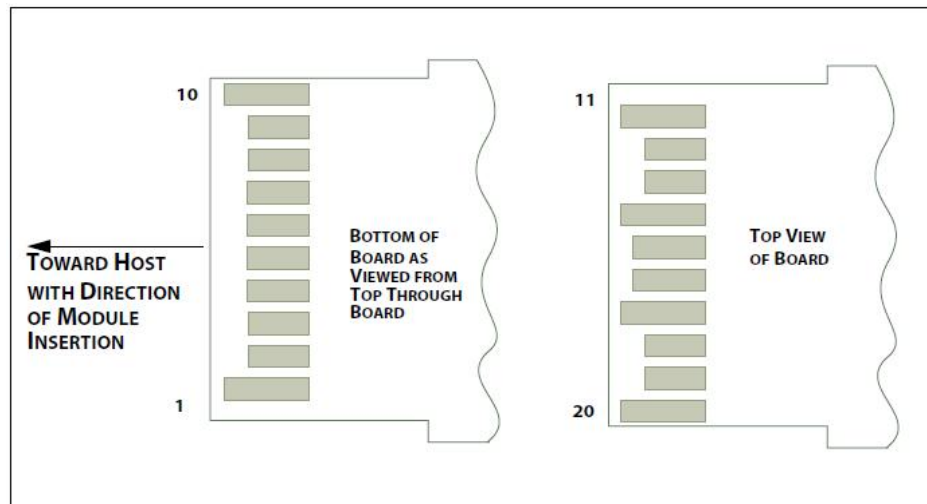 10
1
TOWARD HOST
WITH DIRECTION
OF MODULE
INSERTION
BOTTOM OF
BOARD AS
VIEWED FROM
TOP THROUGH
BOARD
11
20
TOP VIEW
OF BOARD